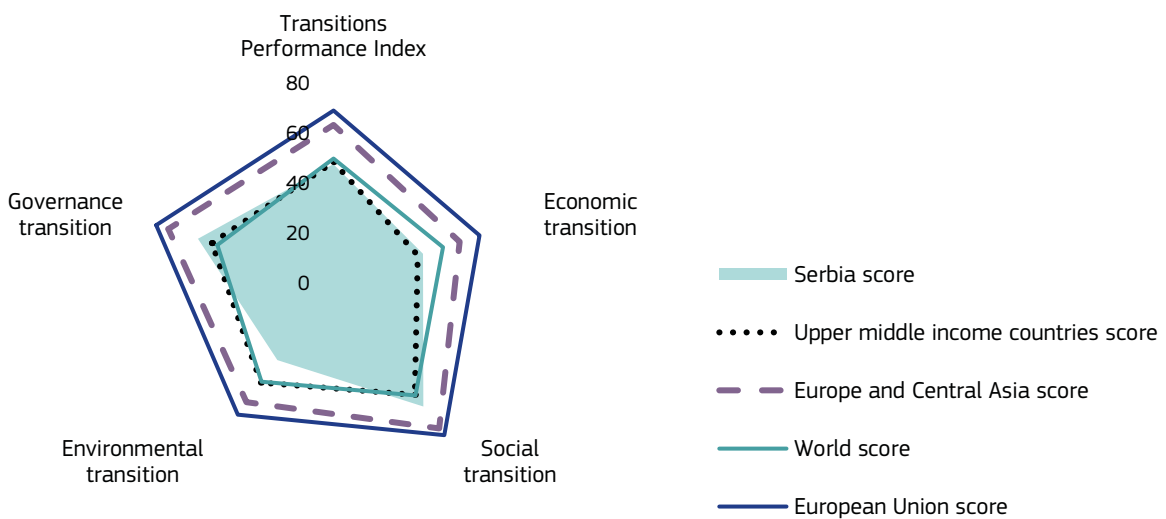 Transitions
Performance Index
80
60
40
20
0
Governance
transition
Economic
transition
Environmental
transition
Social
transition
Serbia score
Upper middle income countries score
Europe and Central Asia score
World score
European Union score